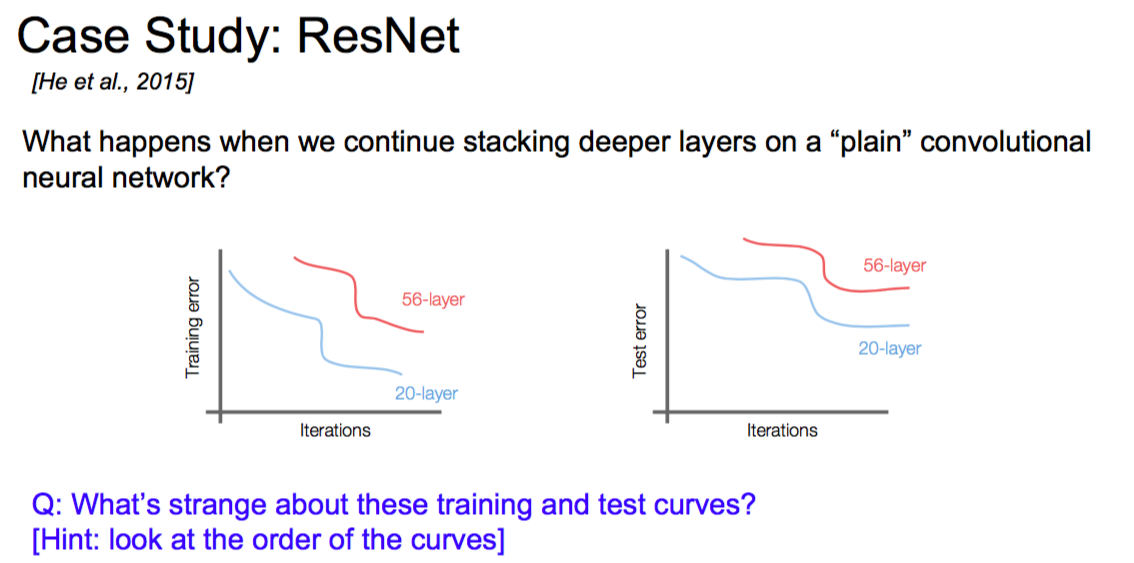 Case Study: ResNet
[He et al., 2015]
What happens when we continue stacking deeper layers on a “plain” convolutional
neural network?
Training error
56-layer
20-layer
Iterations
Test error
56-layer
20-layer
Iterations
Q: What’s strange about these training and test curves?
[Hint: look at the order of the curves]